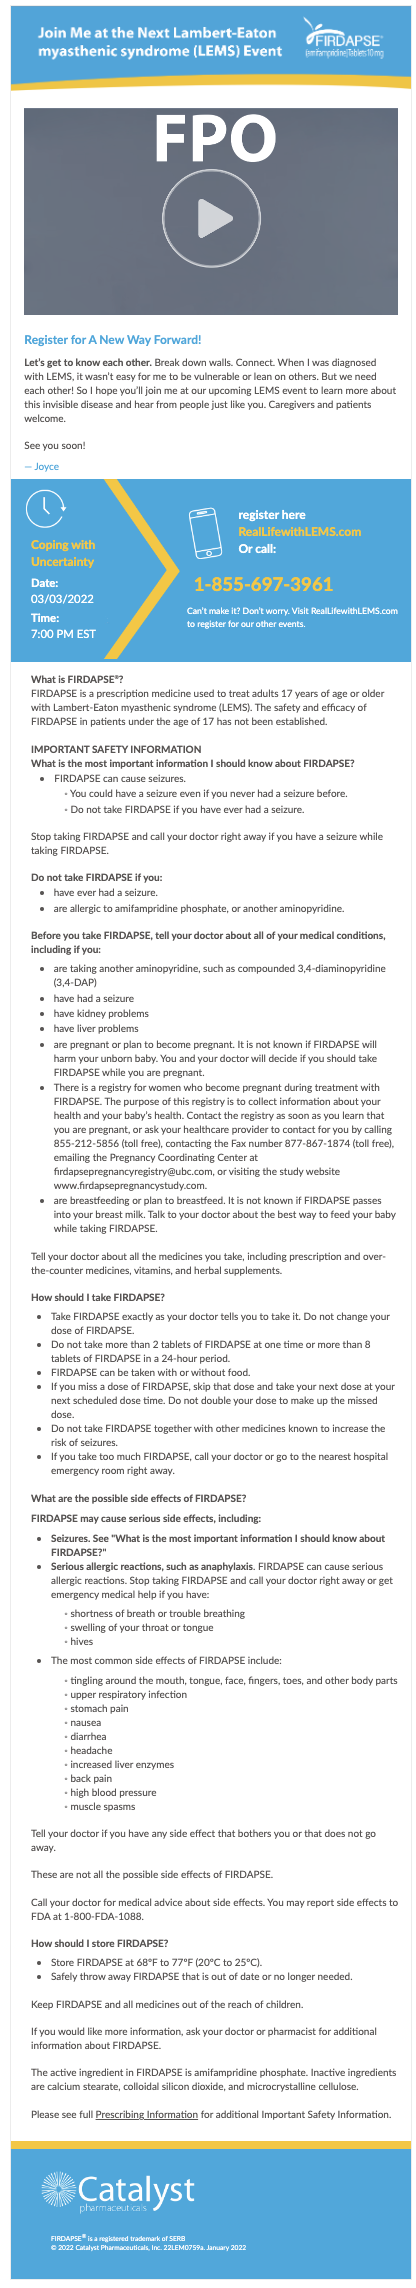 Join Me at the Next Lambert-Eaton
myasthenic syndrome (LEMS) Event
FIRDAPSE®
(amifampridine) Tablets 10 mg
FPO
Register for A New Way Forward!
Let's get to know each other. Break down walls. Connect. When I was diagnosed
with LEMS, it wasn't easy for me to be vulnerable or lean on others. But we need
each other! So I hope you'll join me at our upcoming LEMS event to learn more about
this invisible disease and hear from people just like you. Caregivers and patients
welcome.
See you soon!
— Joyce
Coping with
Uncertainty
Date:
03/03/2022
Time:
7:00 PM EST
register here
RealLifewithLEMS.com
Or call:
1-855-697-3961
Can't make it? Don't worry. Visit RealLifewithLEMS.com
to register for our other events.
What is FIRDAPSE®?
FIRDAPSE is a prescription medicine used to treat adults 17 years of age or older
with Lambert-Eaton myasthenic syndrome (LEMS). The safety and efficacy of
FIRDAPSE in patients under the age of 17 has not been established.
IMPORTANT SAFETY INFORMATION
What is the most important information I should know about FIRDAPSE?
• FIRDAPSE can cause seizures.
◦ You could have a seizure even if you never had a seizure before.
◦ Do not take FIRDAPSE if you have ever had a seizure.
Stop taking FIRDAPSE and call your doctor right away if you have a seizure while
taking FIRDAPSE.
Do not take FIRDAPSE if you:
• have ever had a seizure.
• are allergic to amifampridine phosphate, or another aminopyridine.
Before you take FIRDAPSE, tell your doctor about all of your medical conditions,
including if you:
• are taking another aminopyridine, such as compounded 3,4-diaminopyridine
(3,4-DAP)
• have had a seizure
• have kidney problems
• have liver problems
• are pregnant or plan to become pregnant. It is not known if FIRDAPSE will
harm your unborn baby. You and your doctor will decide if you should take
FIRDAPSE while you are pregnant.
• There is a registry for women who become pregnant during treatment with
FIRDAPSE. The purpose of this registry is to collect information about your
health and your baby's health. Contact the registry as soon as you learn that
you are pregnant, or ask your healthcare provider to contact for you by calling
855-212-5856 (toll free), contacting the Fax number 877-867-1874 (toll free),
emailing the Pregnancy Coordinating Center at
firdapsepregnancyregistry@ubc.com, or visiting the study website
www.firdapsepregnancystudy.com.
• are breastfeeding or plan to breastfeed. It is not known if FIRDAPSE passes
into your breast milk. Talk to your doctor about the best way to feed your baby
while taking FIRDAPSE.
Tell your doctor about all the medicines you take, including prescription and over-
the-counter medicines, vitamins, and herbal supplements.
How should I take FIRDAPSE?
• Take FIRDAPSE exactly as your doctor tells you to take it. Do not change your
dose of FIRDAPSE.
• Do not take more than 2 tablets of FIRDAPSE at one time or more than 8
tablets of FIRDAPSE in a 24-hour period.
• FIRDAPSE can be taken with or without food.
• If you miss a dose of FIRDAPSE, skip that dose and take your next dose at your
next scheduled dose time. Do not double your dose to make up the missed
dose.
• Do not take FIRDAPSE together with other medicines known to increase the
risk of seizures.
• If you take too much FIRDAPSE, call your doctor or go to the nearest hospital
emergency room right away.
What are the possible side effects of FIRDAPSE?
FIRDAPSE may cause serious side effects, including:
• Seizures. See "What is the most important information I should know about
FIRDAPSE?"
• Serious allergic reactions, such as anaphylaxis. FIRDAPSE can cause serious
allergic reactions. Stop taking FIRDAPSE and call your doctor right away or get
emergency medical help if you have:
◦ shortness of breath or trouble breathing
◦ swelling of your throat or tongue
◦ hives
• The most common side effects of FIRDAPSE include:
◦ tingling around the mouth, tongue, face, fingers, toes, and other body parts
◦ upper respiratory infection
◦ stomach pain
◦ nausea
◦ diarrhea
◦ headache
◦ increased liver enzymes
◦ back pain
◦ high blood pressure
◦ muscle spasms
Tell your doctor if you have any side effect that bothers you or that does not go
away.
These are not all the possible side effects of FIRDAPSE.
Call your doctor for medical advice about side effects. You may report side effects to
FDA at 1-800-FDA-1088.
How should I store FIRDAPSE?
• Store FIRDAPSE at 68ºF to 77ºF (20ºC to 25ºC).
• Safely throw away FIRDAPSE that is out of date or no longer needed.
Keep FIRDAPSE and all medicines out of the reach of children.
If you would like more information, ask your doctor or pharmacist for additional
information about FIRDAPSE.
The active ingredient in FIRDAPSE is amifampridine phosphate. Inactive ingredients
are calcium stearate, colloidal silicon dioxide, and microcrystalline cellulose.
Please see full Prescribing Information for additional Important Safety Information.
Catalyst
pharmaceuticals
FIRDAPSE® is a registered trademark of SERB
© 2022 Catalyst Pharmaceuticals, Inc. 22LEM0759a. January 2022